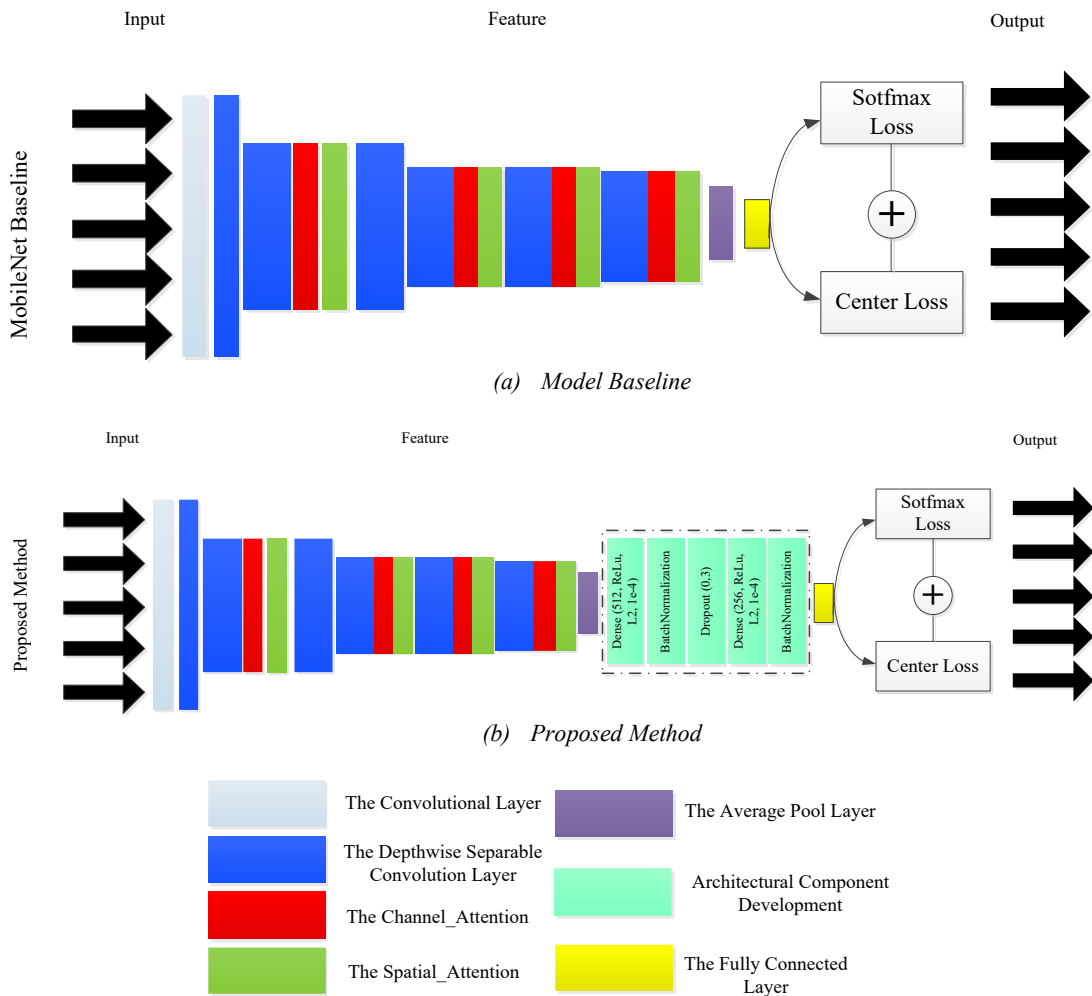 Input
Feature
Output
MobileNet Baseline
Sotfmax
Loss
+
Center Loss
(a) Model Baseline
Input
Feature
Output
Proposed Method
Dense (512, ReLu,
L2, 1e-4)
BatchNormalization
Dropout (0,3)
Dense (256, ReLu,
L2, 1e-4)
BatchNormalization
Sotfmax
Loss
+
Center Loss
(b) Proposed Method
The Convolutional Layer
The Depthwise Separable
Convolution Layer
The Channel_Attention
The Spatial_Attention
The Average Pool Layer
Architectural Component
Development
The Fully Connected
Layer